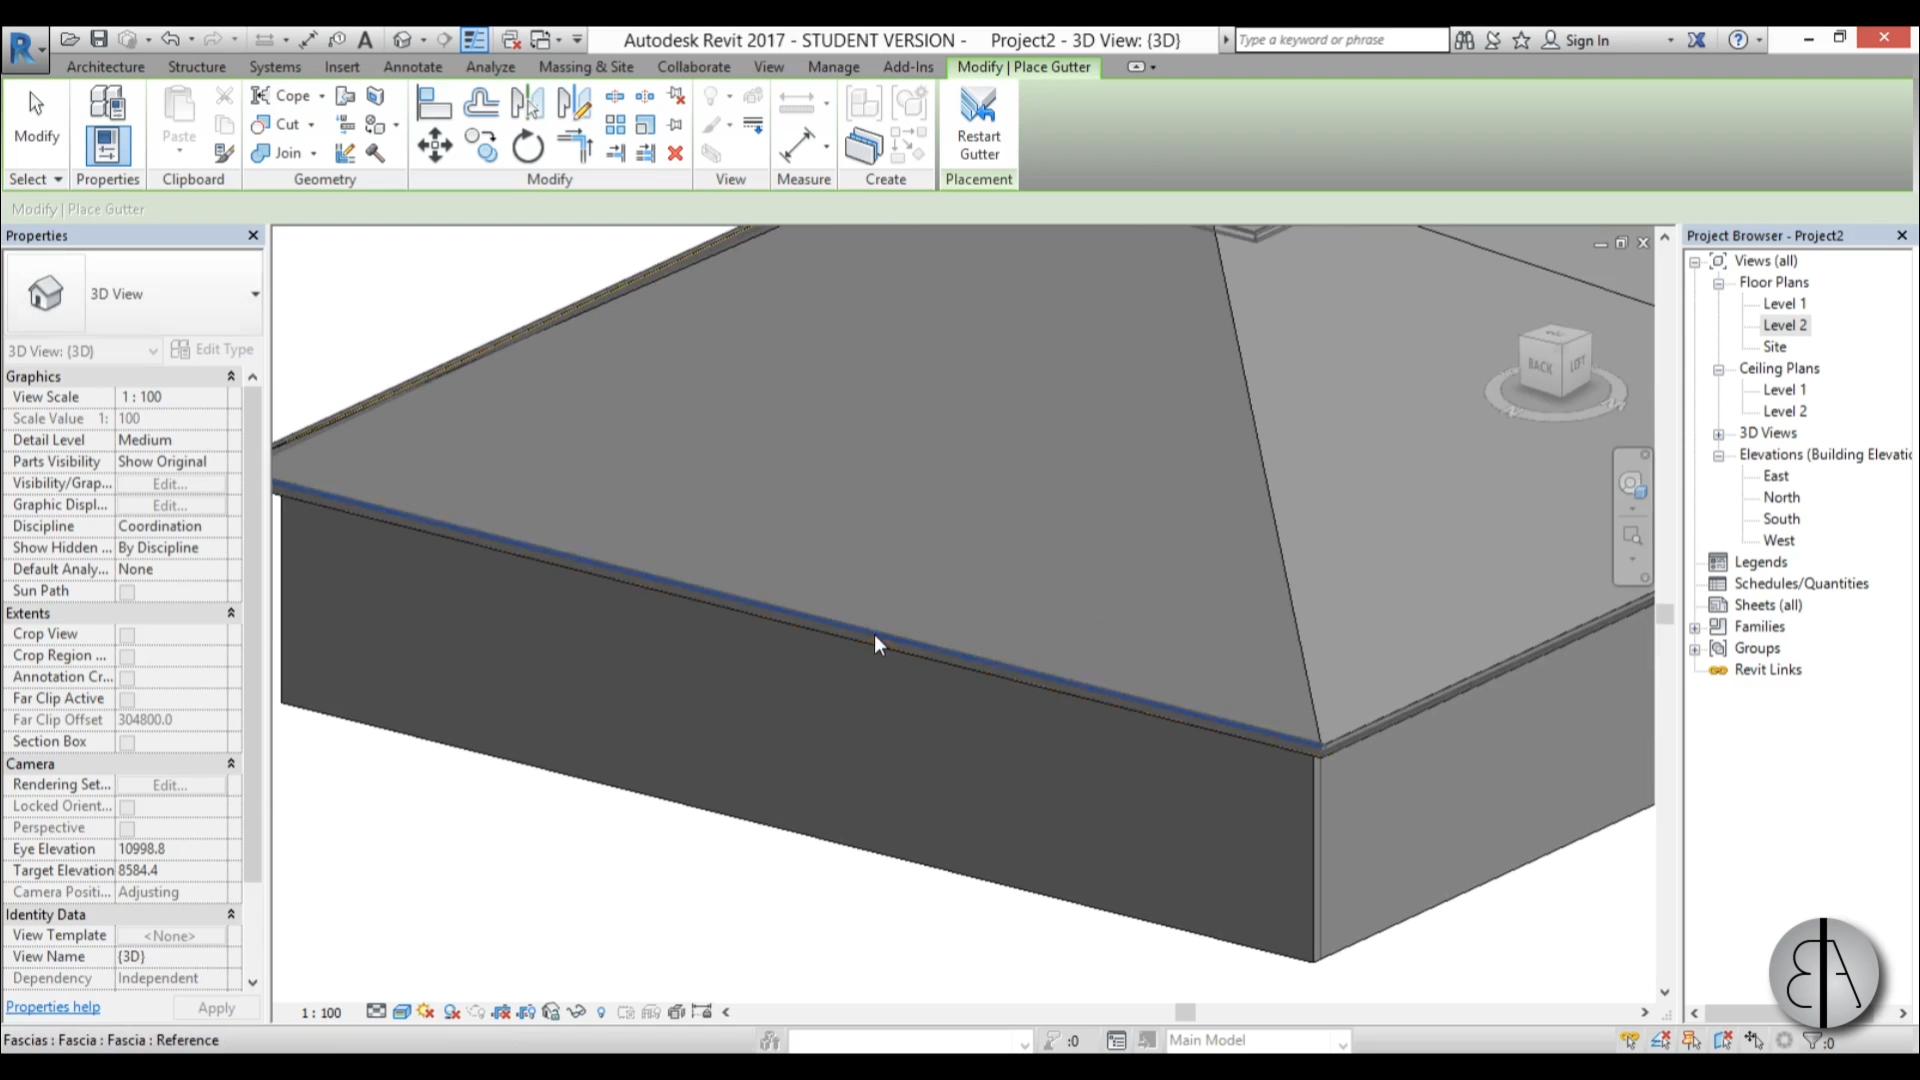 Autodesk Revit 2017 - STUDENT VERSION - Project2 - 3D View: {3D}
Type a keyword or phrase
Sign In
Architecture Structure Systems Insert Annotate Analyze Massing & Site Collaborate View Manage Add-Ins Modify | Place Gutter
Modify
Paste
Cope
Cut
Join
Restart
Gutter
Select Properties Clipboard Geometry Modify View Measure Create Placement
Modify | Place Gutter
Properties
3D View
3D View: {3D}
Edit Type
Graphics
View Scale 1 : 100
Scale Value 1: 100
Detail Level Medium
Parts Visibility Show Original
Visibility/Grap... Edit...
Graphic Displ... Edit...
Discipline Coordination
Show Hidden ... By Discipline
Default Analy... None
Sun Path
Extents
Crop View
Crop Region ...
Annotation Cr...
Far Clip Active
Far Clip Offset 304800.0
Section Box
Camera
Rendering Set... Edit...
Locked Orient...
Perspective
Eye Elevation 10998.8
Target Elevation 8584.4
Camera Positi... Adjusting
Identity Data
View Template <None>
View Name {3D}
Dependency Independent
Properties help
Apply
BACK
LEFT
Project Browser - Project2
Views (all)
Floor Plans
Level 1
Level 2
Site
Ceiling Plans
Level 1
Level 2
3D Views
Elevations (Building Elevatio
East
North
South
West
Legends
Schedules/Quantities
Sheets (all)
Families
Groups
Revit Links
BA
1 : 100
Fascias : Fascia : Fascia : Reference
:0
Main Model
:0